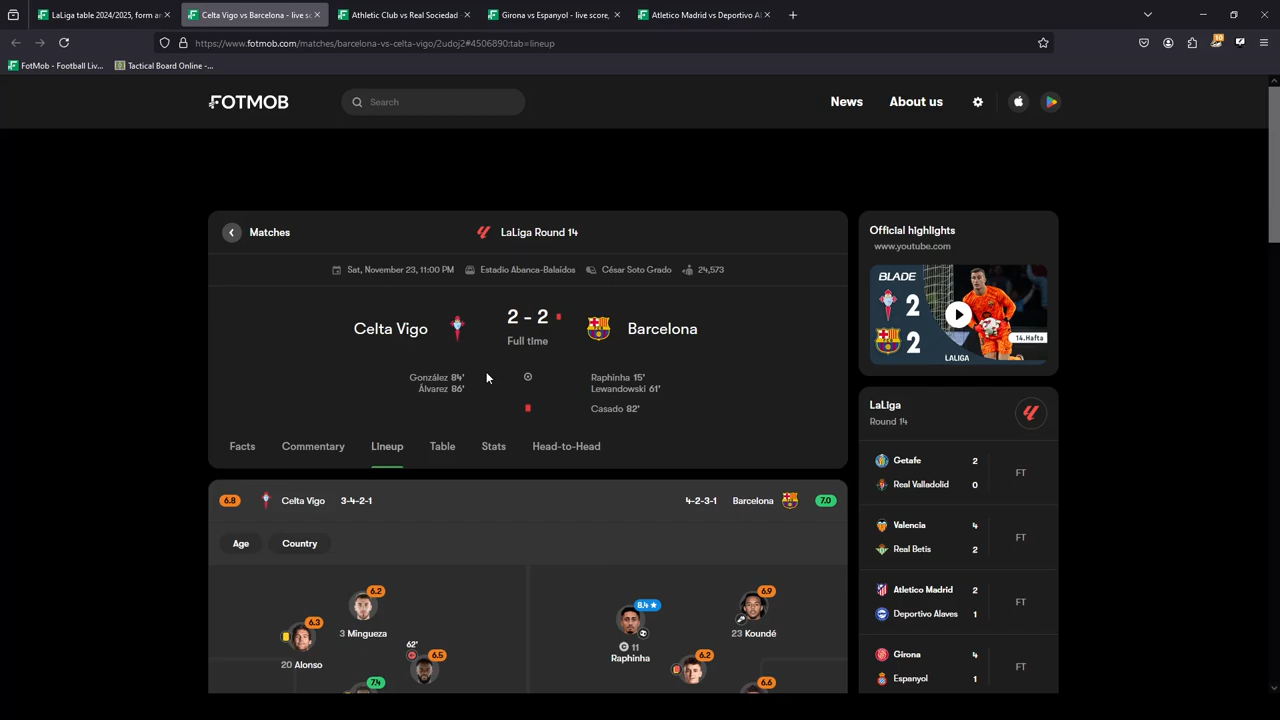 LaLiga table 2024/2025, form ar
Celta Vigo vs Barcelona - live sc
Athletic Club vs Real Sociedad
Girona vs Espanyol - live score,
Atletico Madrid vs Deportivo Al
https://www.fotmob.com/matches/barcelona-vs-celta-vigo/2udoj2#4506890:tab=lineup
10
FotMob - Football Liv...
Tactical Board Online -...
FOTMOB
Search
News
About us
Matches
LaLiga Round 14
Sat, November 23, 11:00 PM
Estadio Abanca-Balaídos
César Soto Grado
24,573
Celta Vigo
2 - 2
Full time
Barcelona
González 84'
Álvarez 86'
Raphinha 15'
Lewandowski 61'
Casado 82'
Facts
Commentary
Lineup
Table
Stats
Head-to-Head
6.8
Celta Vigo
3-4-2-1
4-2-3-1
Barcelona
7.0
Age
Country
6.2
3 Mingueza
6.3
20 Alonso
62'
6.5
7.4
8.4
C 11
Raphinha
6.9
23 Koundé
6.2
6.6
Official highlights
www.youtube.com
BLADE
2
2
14.Hafta
LALIGA
LaLiga
Round 14
Getafe 2
Real Valladolid 0
FT
Valencia 4
Real Betis 2
FT
Atletico Madrid 2
Deportivo Alaves 1
FT
Girona 4
Espanyol 1
FT